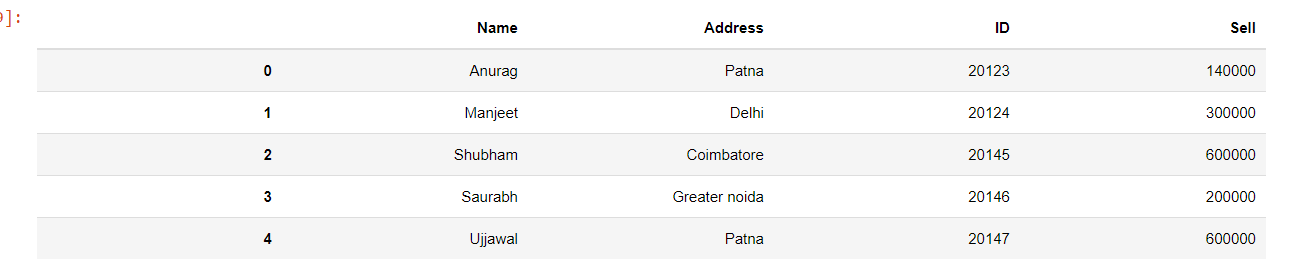 9]:
Name Address ID Sell
0 Anurag Patna 20123 140000
1 Manjeet Delhi 20124 300000
2 Shubham Coimbatore 20145 600000
3 Saurabh Greater noida 20146 200000
4 Ujjawal Patna 20147 600000